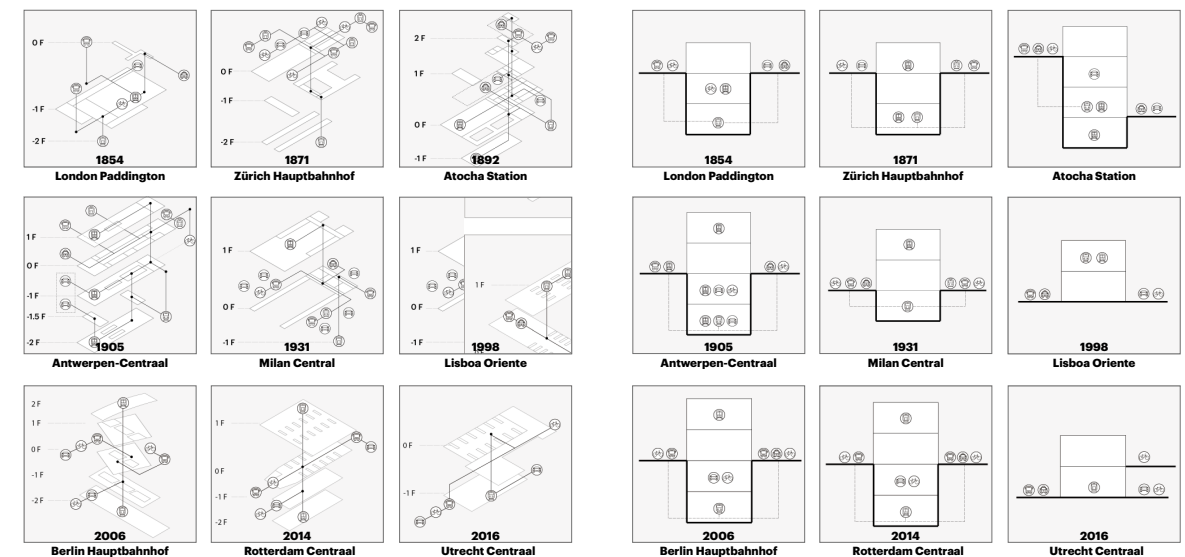 0 F
-1 F
-2 F
1854
London Paddington
0 F
-1 F
-2 F
1871
Zürich Hauptbahnhof
2 F
1 F
0 F
-1 F
1892
Atocha Station
1854
London Paddington
1871
Zürich Hauptbahnhof
Atocha Station
1 F
0 F
-1 F
-1.5 F
-2 F
1905
Antwerpen-Centraal
1 F
0 F
-1 F
1931
Milan Central
1 F
1 F
0 F
-1 F
1998
Lisboa Oriente
1905
Antwerpen-Centraal
1931
Milan Central
1998
Lisboa Oriente
2 F
1 F
0 F
-1 F
-2 F
2006
Berlin Hauptbahnhof
1 F
0 F
-1 F
-2 F
2014
Rotterdam Centraal
0 F
-1 F
2016
Utrecht Centraal
2006
Berlin Hauptbahnhof
2014
Rotterdam Centraal
2016
Utrecht Centraal